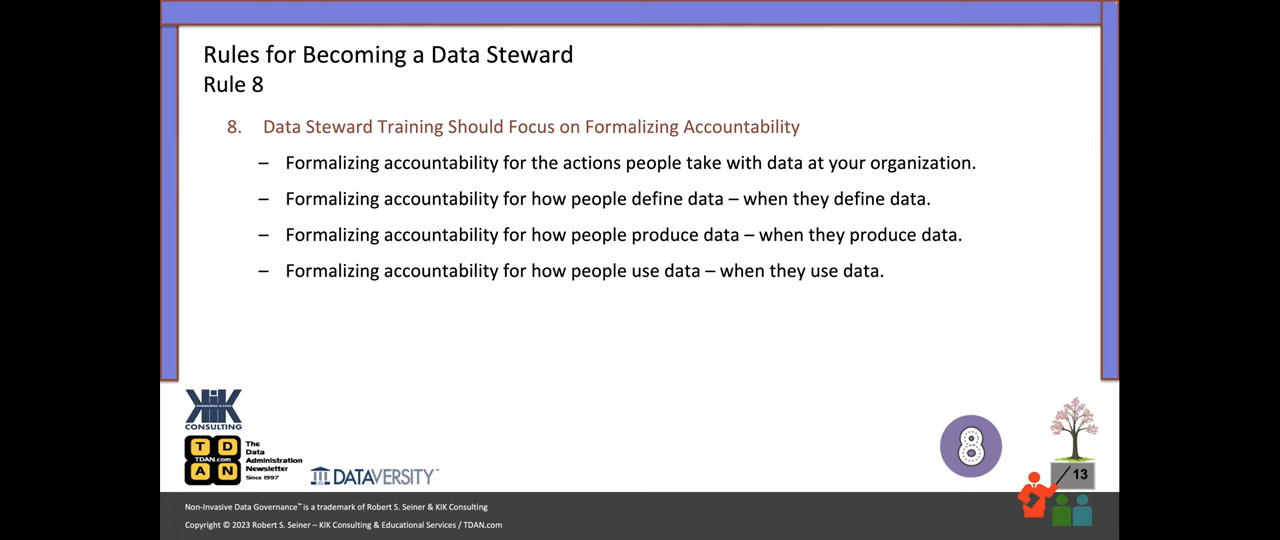 Rules for Becoming a Data Steward
Rule 8
8. Data Steward Training Should Focus on Formalizing Accountability
– Formalizing accountability for the actions people take with data at your organization.
– Formalizing accountability for how people define data – when they define data.
– Formalizing accountability for how people produce data – when they produce data.
– Formalizing accountability for how people use data – when they use data.
KIK
CONSULTING
T D
TDAN.com
A N
The
Data
Administration
Newsletter
Since 1997
DATAVERSITY™
8
/ 13
Non-Invasive Data Governance™ is a trademark of Robert S. Seiner & KIK Consulting
Copyright © 2023 Robert S. Seiner – KIK Consulting & Educational Services / TDAN.com